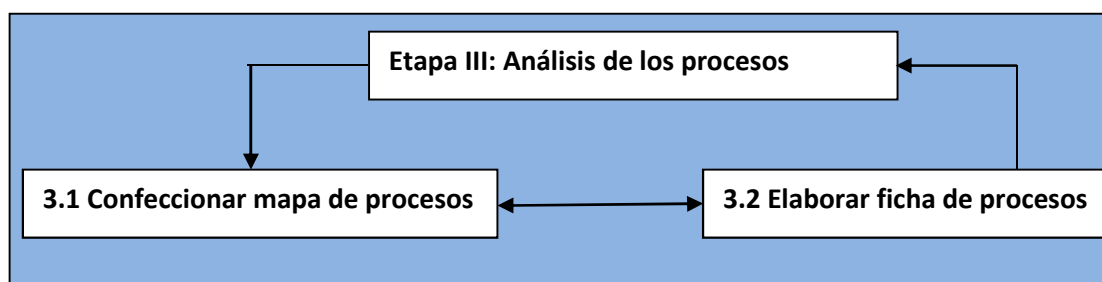 Etapa III: Análisis de los procesos
3.1 Confeccionar mapa de procesos
3.2 Elaborar ficha de procesos